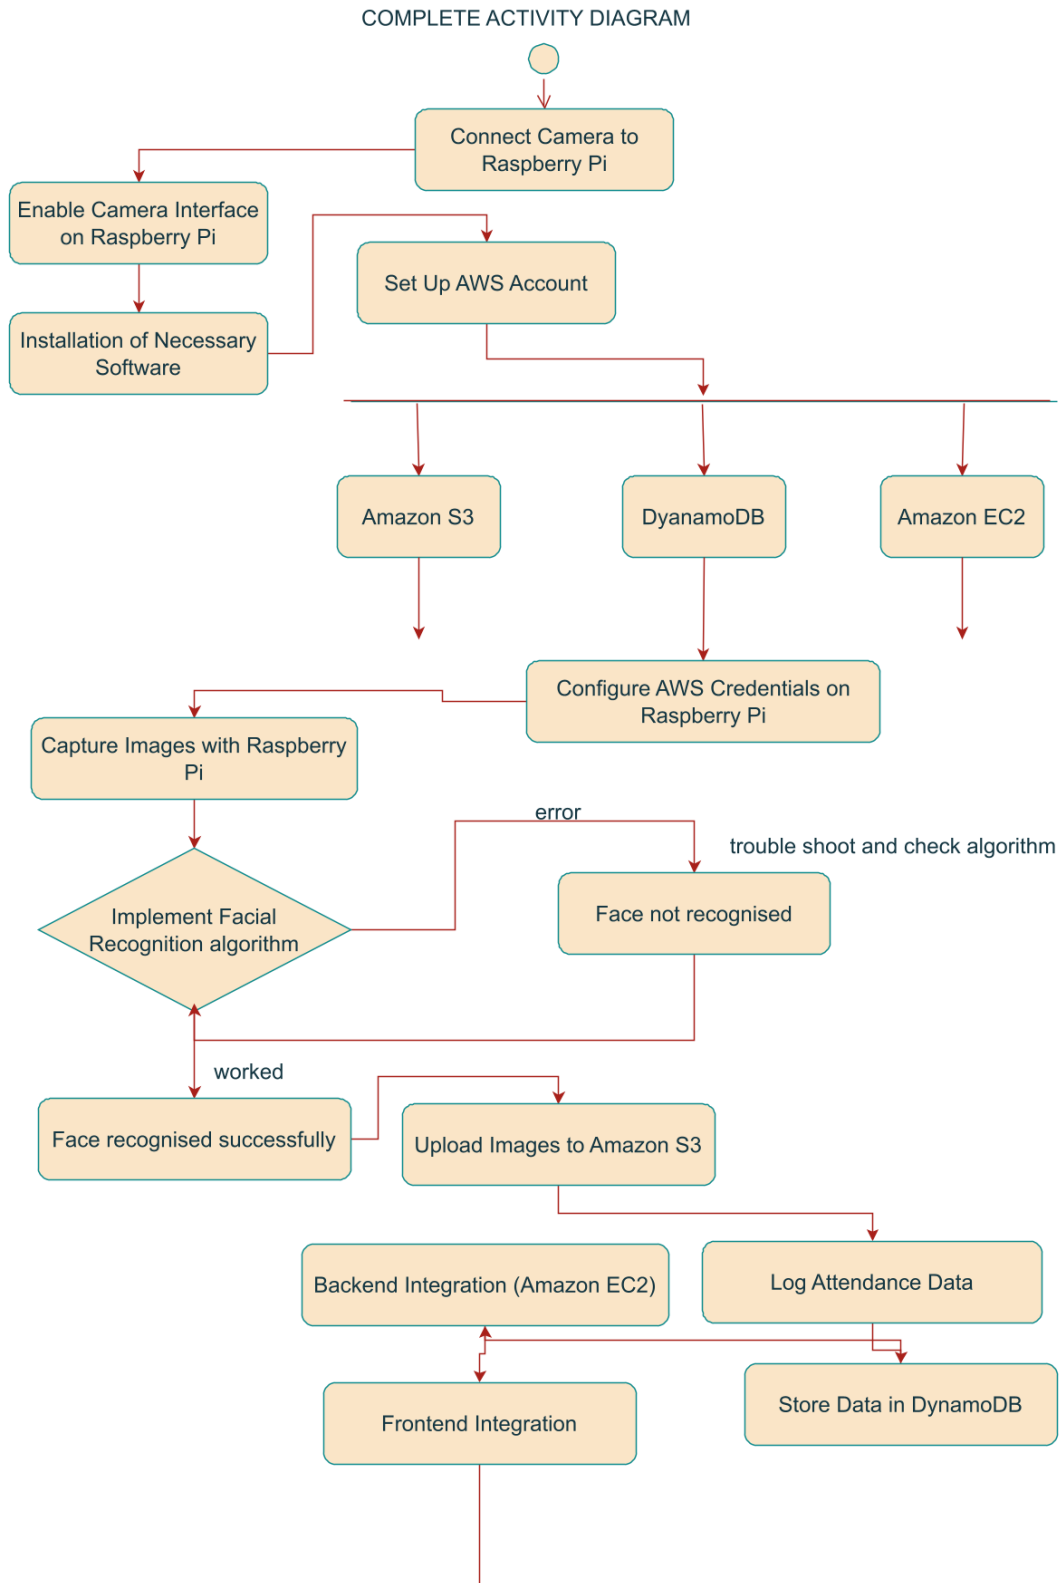 COMPLETE ACTIVITY DIAGRAM
Connect Camera to
Raspberry Pi
Enable Camera Interface
on Raspberry Pi
Set Up AWS Account
Installation of Necessary
Software
Amazon S3
DyanamoDB
Amazon EC2
Configure AWS Credentials on
Raspberry Pi
Capture Images with Raspberry
Pi
error
trouble shoot and check algorithm
Implement Facial
Recognition algorithm
Face not recognised
worked
Face recognised successfully
Upload Images to Amazon S3
Backend Integration (Amazon EC2)
Log Attendance Data
Frontend Integration
Store Data in DynamoDB